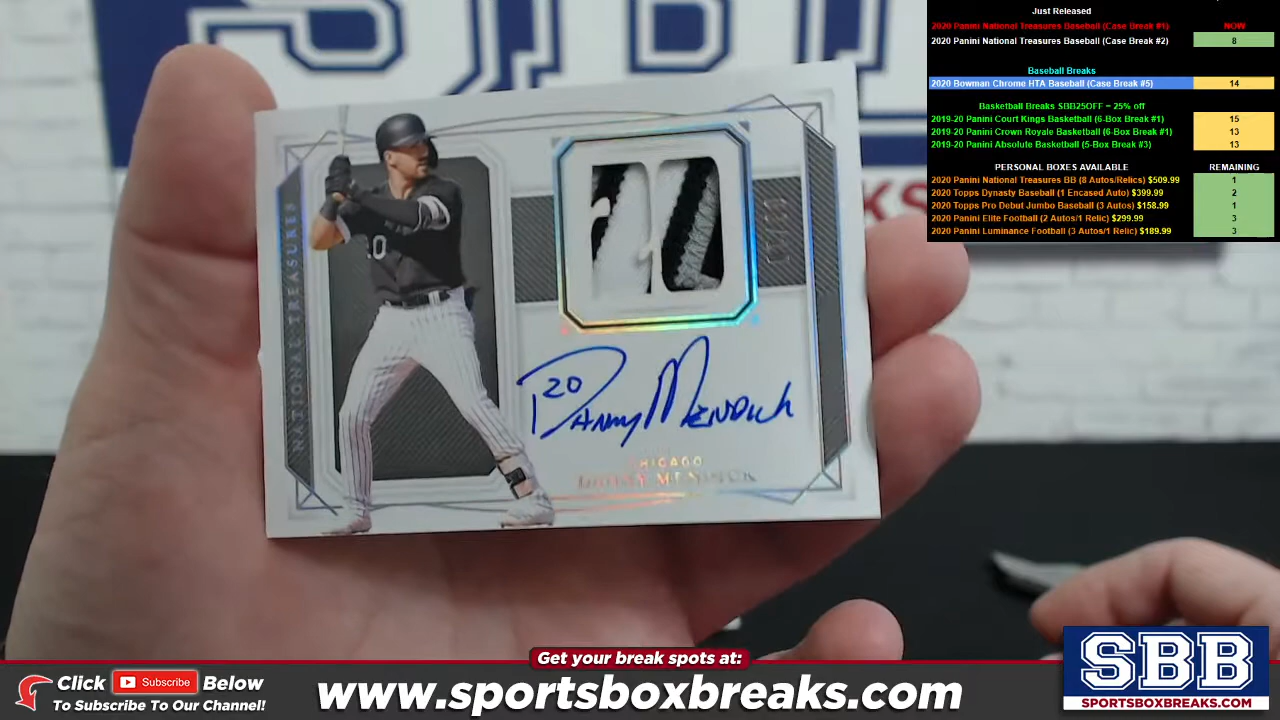 SBB
Just Released
2020 Panini National Treasures Baseball (Case Break #1) NOW
2020 Panini National Treasures Baseball (Case Break #2) 8
Baseball Breaks
2020 Bowman Chrome HTA Baseball (Case Break #5) 14
Basketball Breaks SBB25OFF = 25% off
2019-20 Panini Court Kings Basketball (6-Box Break #1) 15
2019-20 Panini Crown Royale Basketball (6-Box Break #1) 13
2019-20 Panini Absolute Basketball (5-Box Break #3) 13
PERSONAL BOXES AVAILABLE REMAINING
2020 Panini National Treasures BB (8 Autos/Relics) $509.99 1
2020 Topps Dynasty Baseball (1 Encased Auto) $399.99 2
2020 Topps Pro Debut Jumbo Baseball (3 Autos) $158.99 1
2020 Panini Elite Football (2 Autos/1 Relic) $299.99 3
2020 Panini Luminance Football (3 Autos/1 Relic) $189.99 3
NATIONAL TREASURES
20
Danny Mendick
CHICAGO
DANNY MENDICK
Get your break spots at:
Click Subscribe Below
To Subscribe To Our Channel!
www.sportsboxbreaks.com
SBB
SPORTSBOXBREAKS.COM